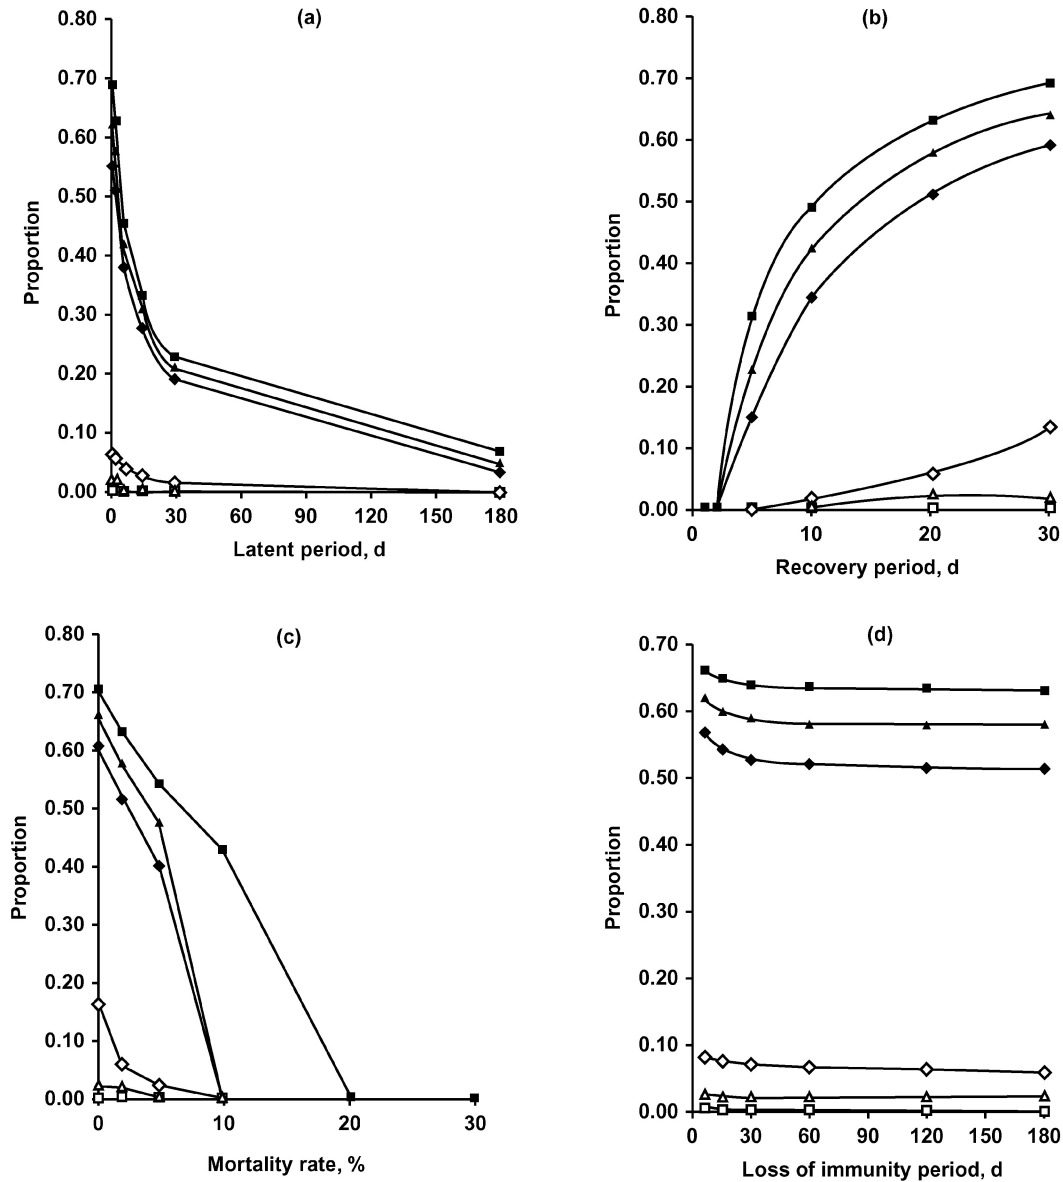 (a)
0.80
0.70
0.60
0.50
0.40
0.30
0.20
0.10
0.00
Proportion
0 30 60 90 120 150 180
Latent period, d
(b)
0.80
0.70
0.60
0.50
0.40
0.30
0.20
0.10
0.00
Proportion
0 10 20 30
Recovery period, d
(c)
0.80
0.70
0.60
0.50
0.40
0.30
0.20
0.10
0.00
Proportion
0 10 20 30
Mortality rate, %
(d)
0.70
0.60
0.50
0.40
0.30
0.20
0.10
0.00
Proportion
0 30 60 90 120 150 180
Loss of immunity period, d